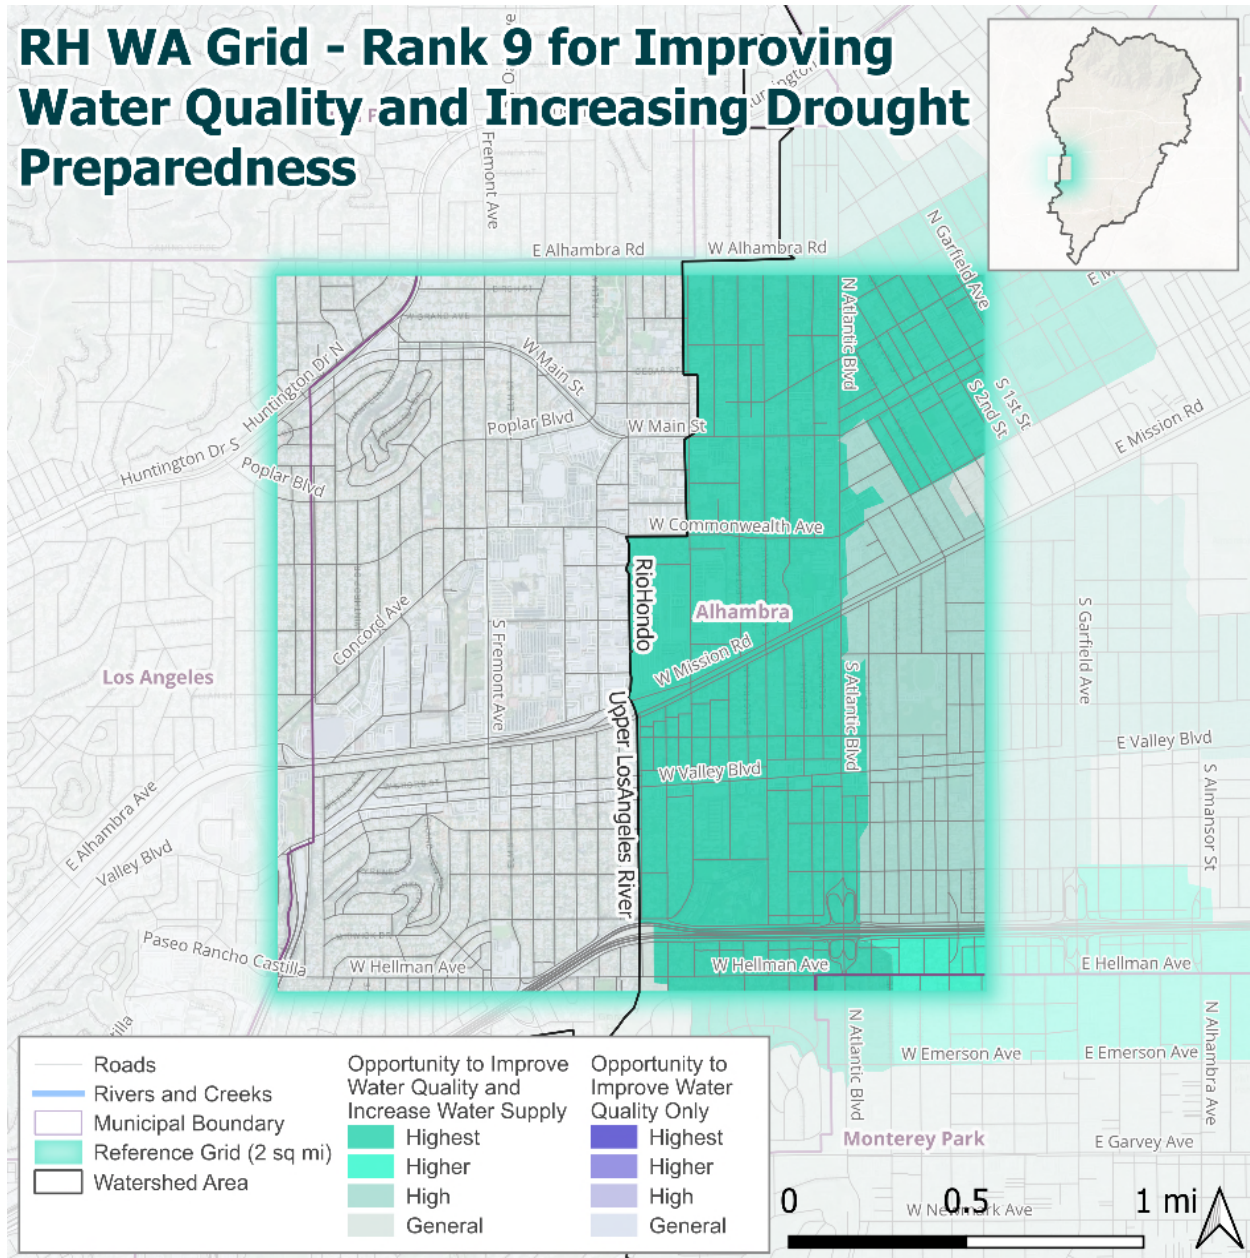 RH WA Grid - Rank 9 for Improving
Water Quality and Increasing Drought
Preparedness
Fremont Ave
E Alhambra Rd
W Alhambra Rd
N Garfield Ave
N Atlantic Blvd
Huntington Dr N
W Main St
Poplar Blvd
W Main St
S 1st St
S 2nd St
E Mission Rd
Huntington Dr S
Poplar Blvd
W Commonwealth Ave
RioHondo
Alhambra
Concord Ave
S Fremont Ave
W Mission Rd
S Garfield Ave
Los Angeles
Upper LosAngeles River
S Atlantic Blvd
E Valley Blvd
W Valley Blvd
S Almansor St
E Alhambra Ave
Valley Blvd
Paseo Rancho Castilla
W Hellman Ave
W Hellman Ave
E Hellman Ave
N Atlantic Blvd
W Emerson Ave
E Emerson Ave
N Alhambra Ave
Monterey Park
E Garvey Ave
W Newmark Ave
Roads
Rivers and Creeks
Municipal Boundary
Reference Grid (2 sq mi)
Watershed Area
Opportunity to Improve
Water Quality and
Increase Water Supply
Highest
Higher
High
General
Opportunity to
Improve Water
Quality Only
Highest
Higher
High
General
0
0.5
1 mi